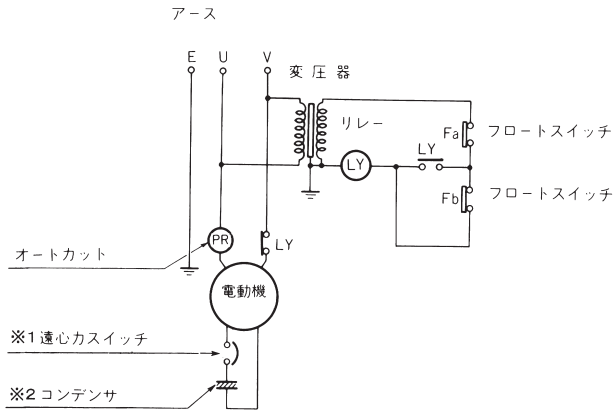 アース
E U V
変圧器
リレー
Fa フロートスイッチ
LY
LY
Fb フロートスイッチ
PR
LY
オートカット
電動機
※1遠心力スイッチ
※2コンデンサ